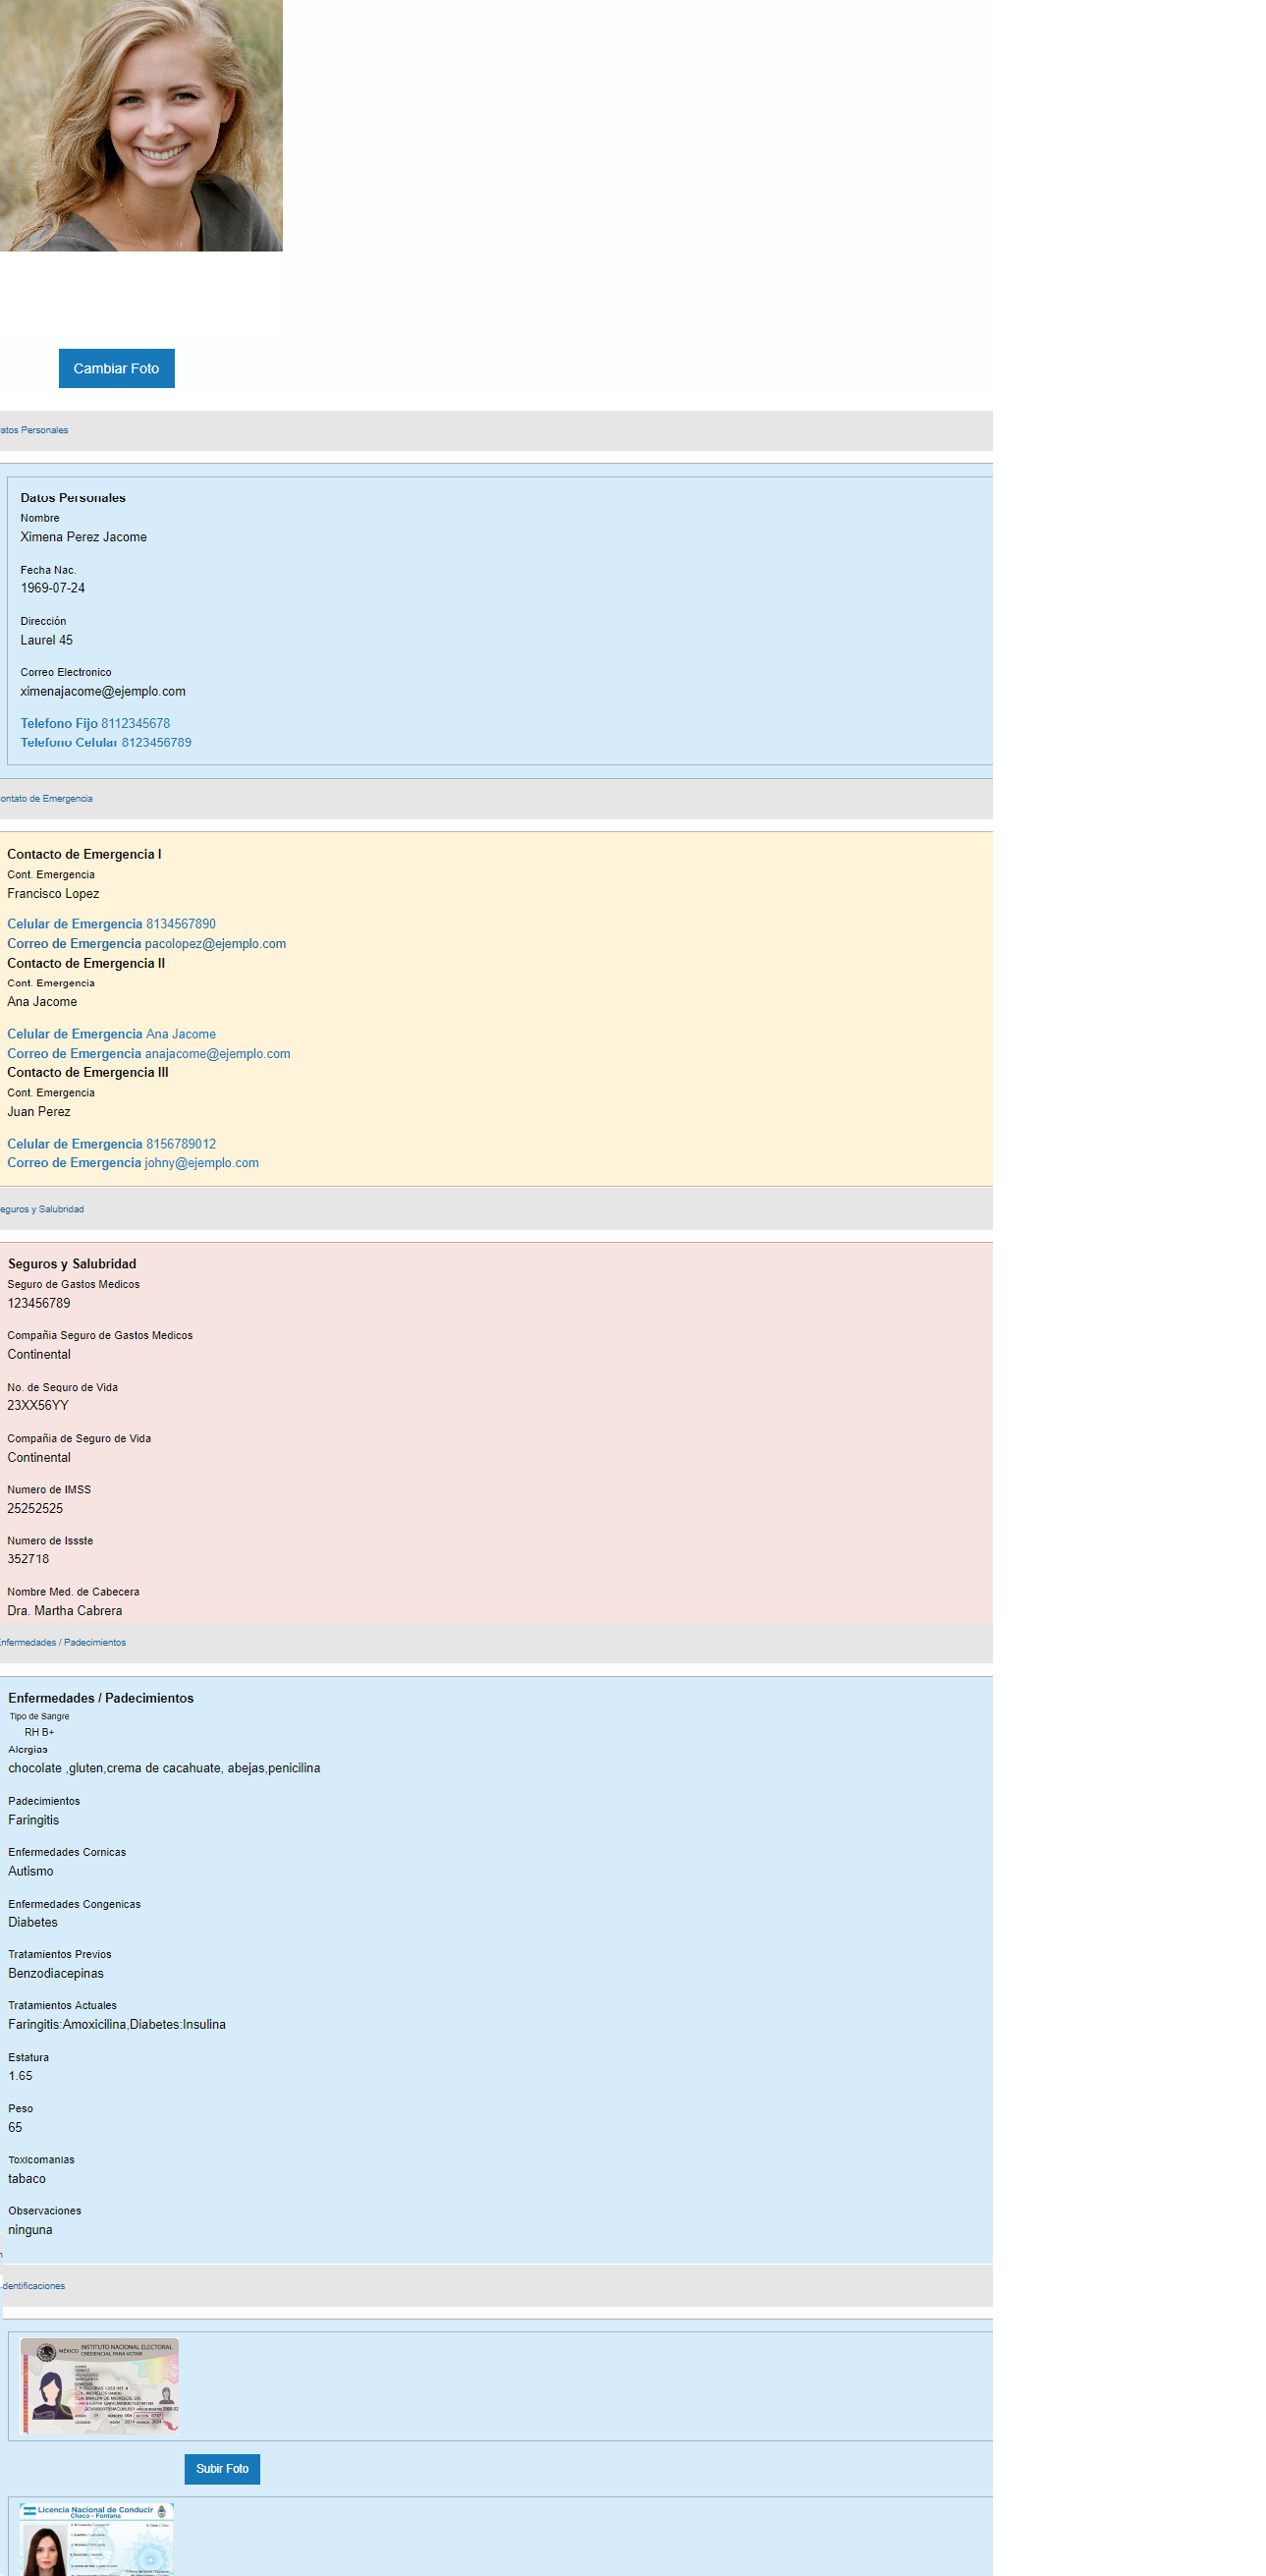 Cambiar Foto
atos Personales
Datos Personales
Nombre
Ximena Perez Jacome
Fecha Nac.
1969-07-24
Dirección
Laurel 45
Correo Electronico
ximenajacome@ejemplo.com
Telefono Fijo 8112345678
Telefono Celular 8123456789
ontato de Emergencia
Contacto de Emergencia I
Cont. Emergencia
Francisco Lopez
Celular de Emergencia 8134567890
Correo de Emergencia pacolopez@ejemplo.com
Contacto de Emergencia II
Cont. Emergencia
Ana Jacome
Celular de Emergencia Ana Jacome
Correo de Emergencia anajacome@ejemplo.com
Contacto de Emergencia III
Cont. Emergencia
Juan Perez
Celular de Emergencia 8156789012
Correo de Emergencia johny@ejemplo.com
eguros y Salubridad
Seguros y Salubridad
Seguro de Gastos Medicos
123456789
Compañia Seguro de Gastos Medicos
Continental
No. de Seguro de Vida
23XX56YY
Compañia de Seguro de Vida
Continental
Numero de IMSS
25252525
Numero de Issste
352718
Nombre Med. de Cabecera
Dra. Martha Cabrera
Enfermedades / Padecimientos
Enfermedades / Padecimientos
Tipo de Sangre
RH B+
Alergias
chocolate ,gluten,crema de cacahuate, abejas,penicilina
Padecimientos
Faringitis
Enfermedades Cornicas
Autismo
Enfermedades Congenicas
Diabetes
Tratamientos Previos
Benzodiacepinas
Tratamientos Actuales
Faringitis:Amoxicilina,Diabetes:Insulina
Estatura
1.65
Peso
65
Toxicomanias
tabaco
Observaciones
ninguna
dentificaciones
MÉXICO INSTITUTO NACIONAL ELECTORAL
CREDENCIAL PARA VOTAR
Subir Foto
Licencia Nacional de Conducir
Chaco - Fontana